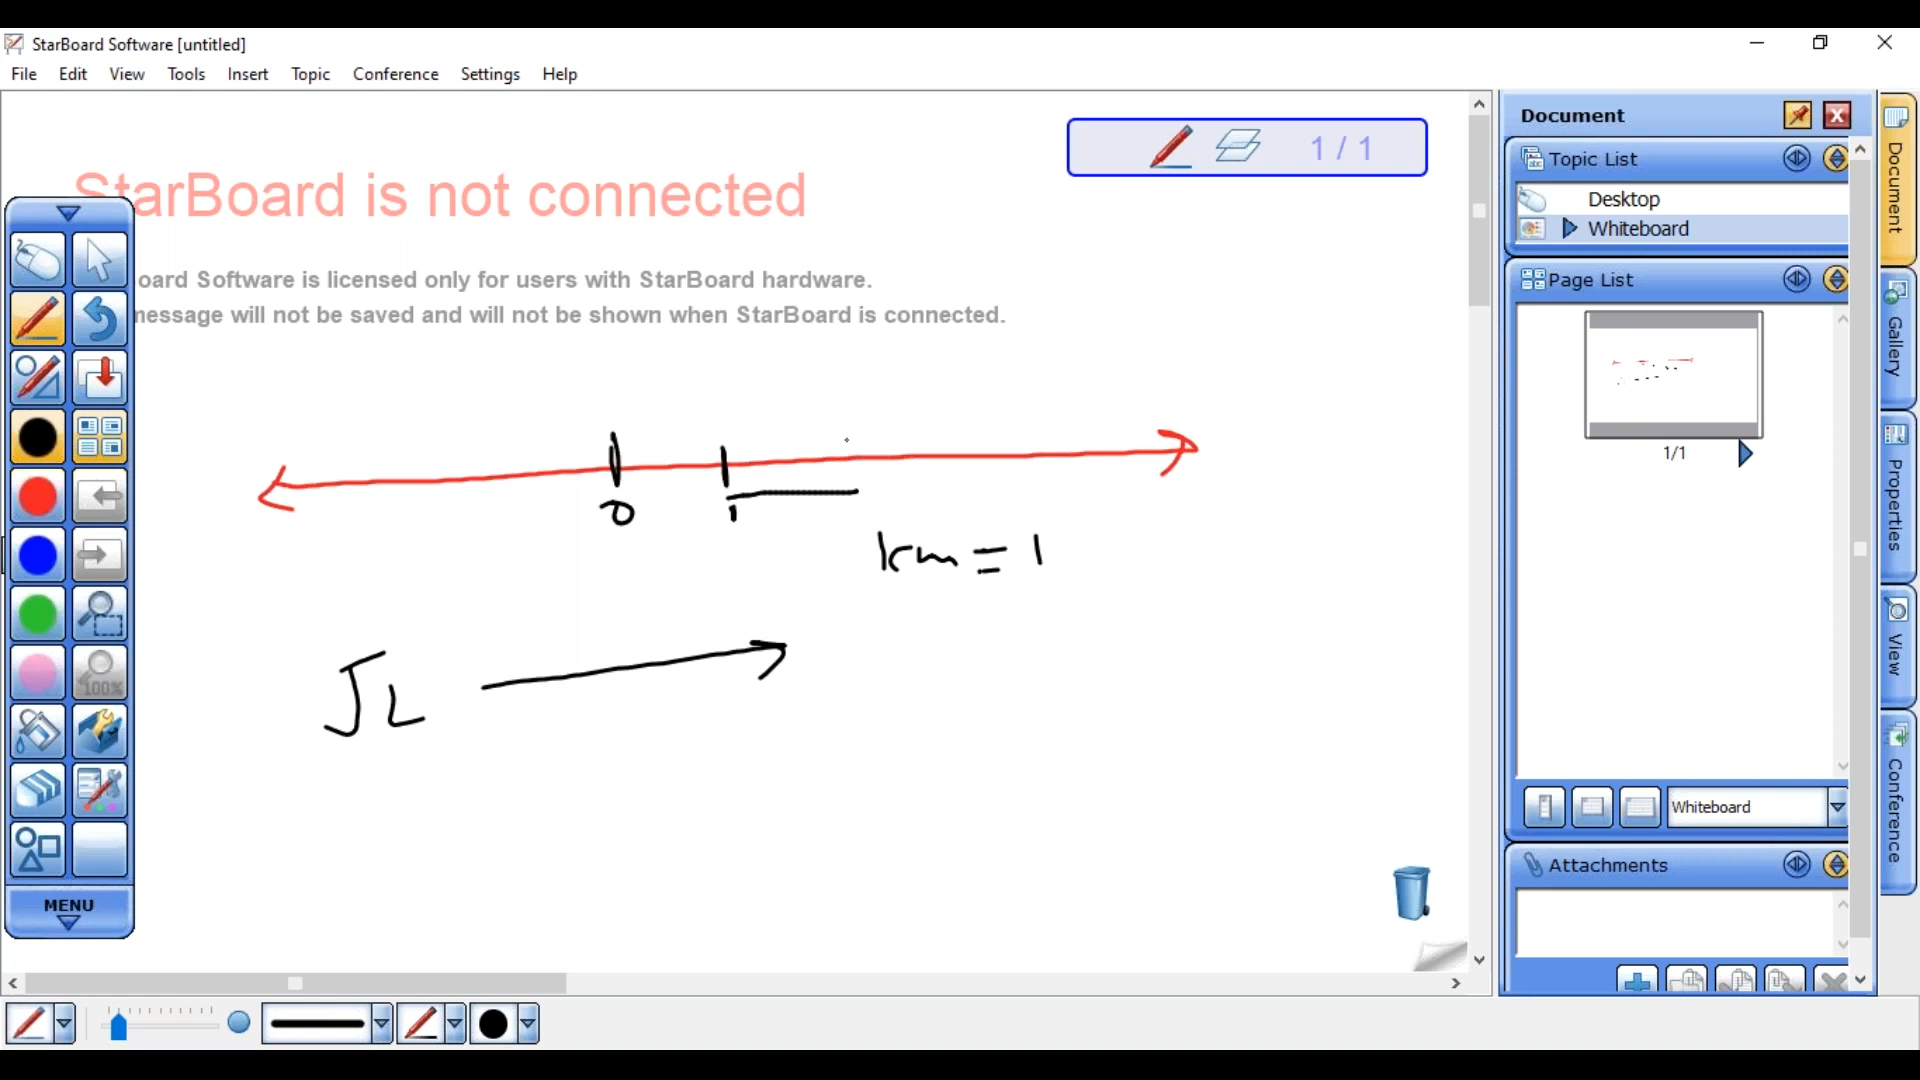 StarBoard Software [untitled]
File Edit View Tools Insert Topic Conference Settings Help
StarBoard is not connected
oard Software is licensed only for users with StarBoard hardware.
message will not be saved and will not be shown when StarBoard is connected.
1 / 1
0 1
km = 1
MENU
100%
Document
Topic List
Desktop
Whiteboard
Page List
1/1
Whiteboard
Attachments
Document
Gallery
Properties
View
Conference